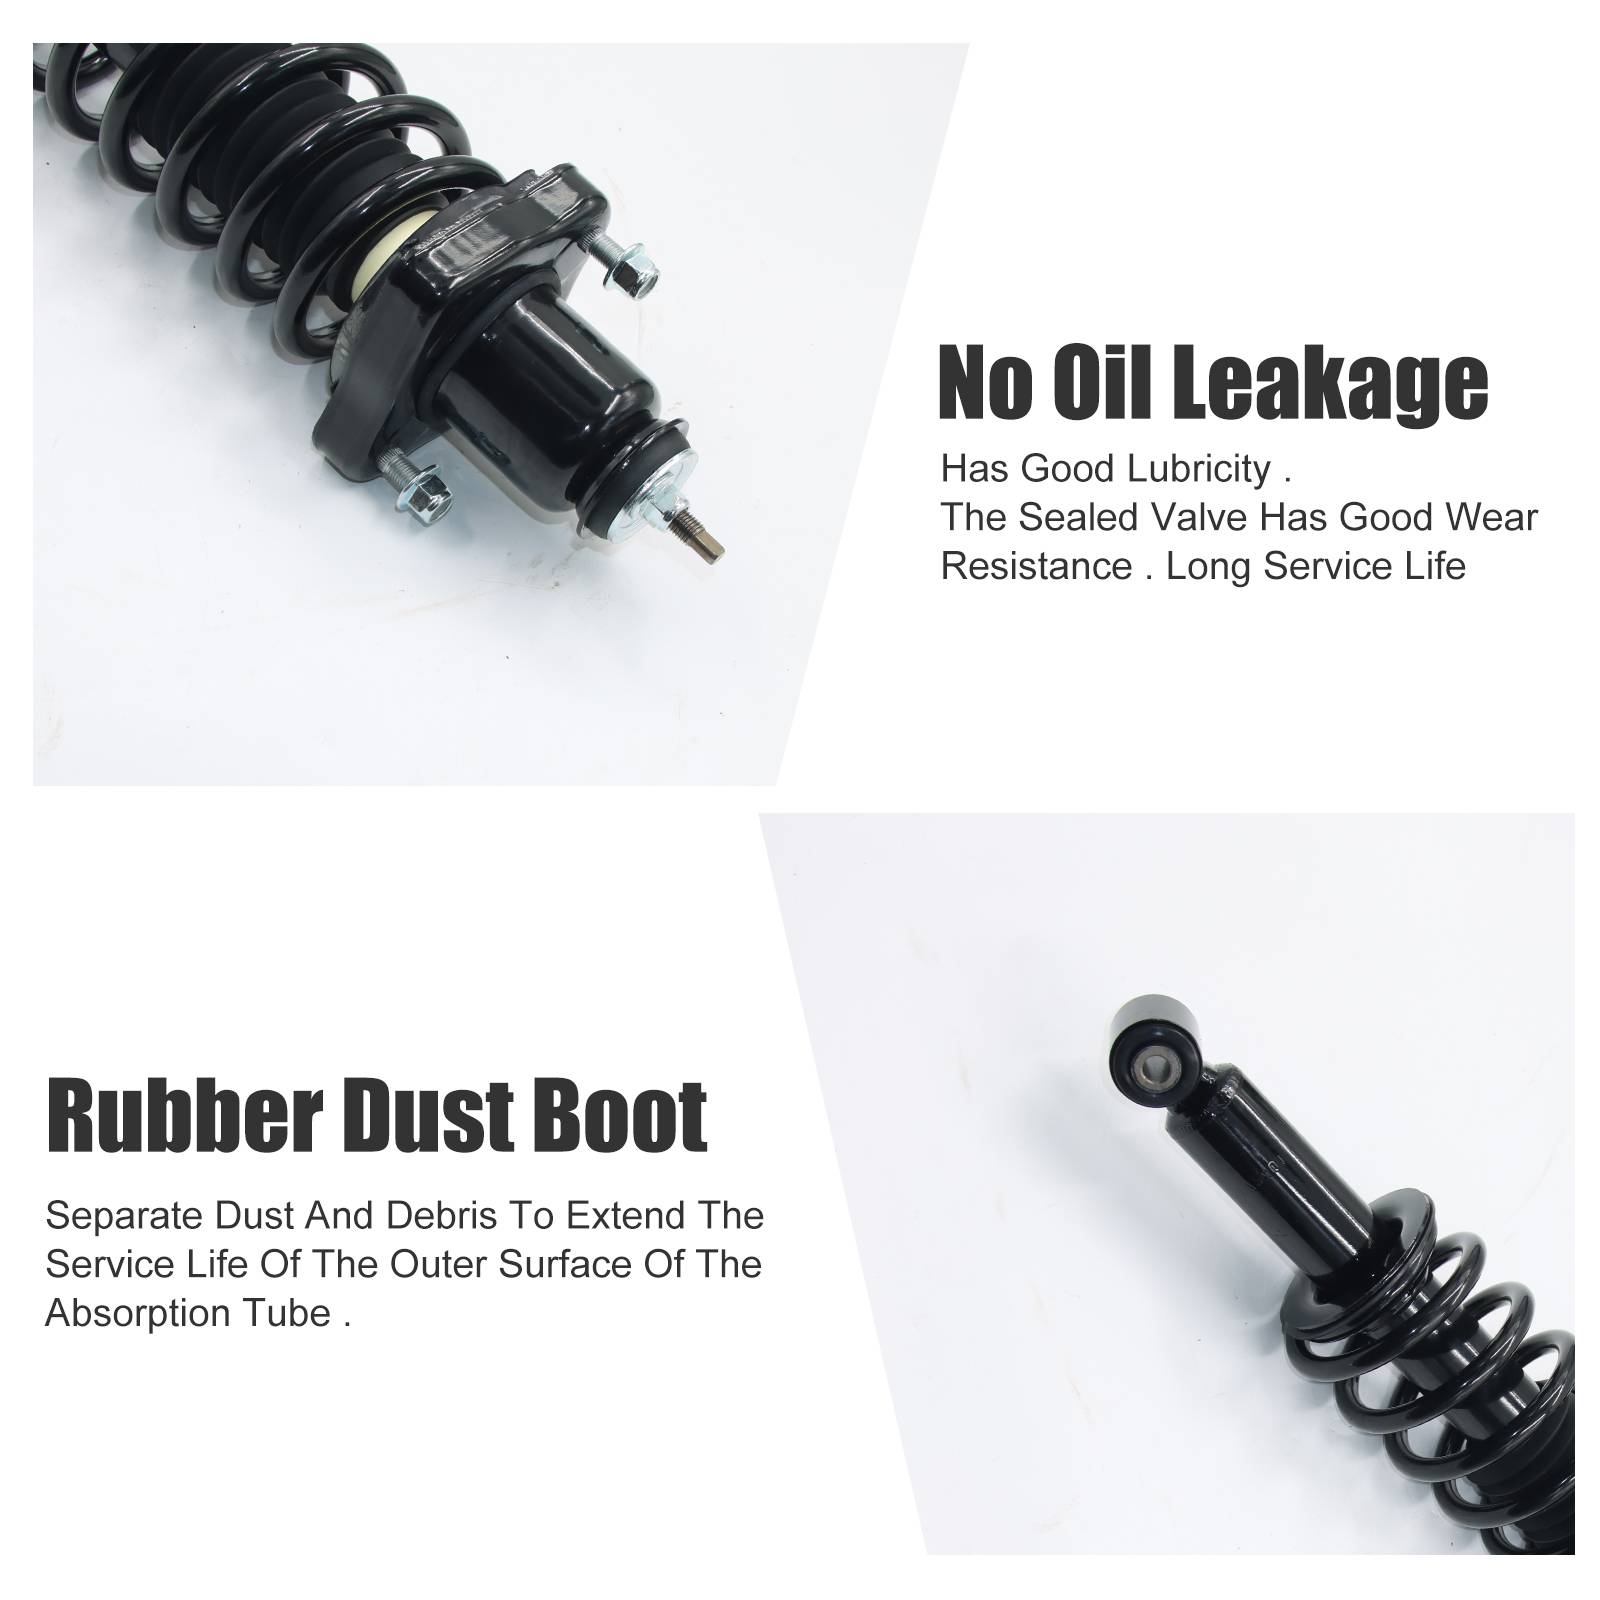 No Oil Leakage
Has Good Lubricity .
The Sealed Valve Has Good Wear
Resistance . Long Service Life
Rubber Dust Boot
Separate Dust And Debris To Extend The
Service Life Of The Outer Surface Of The
Absorption Tube .